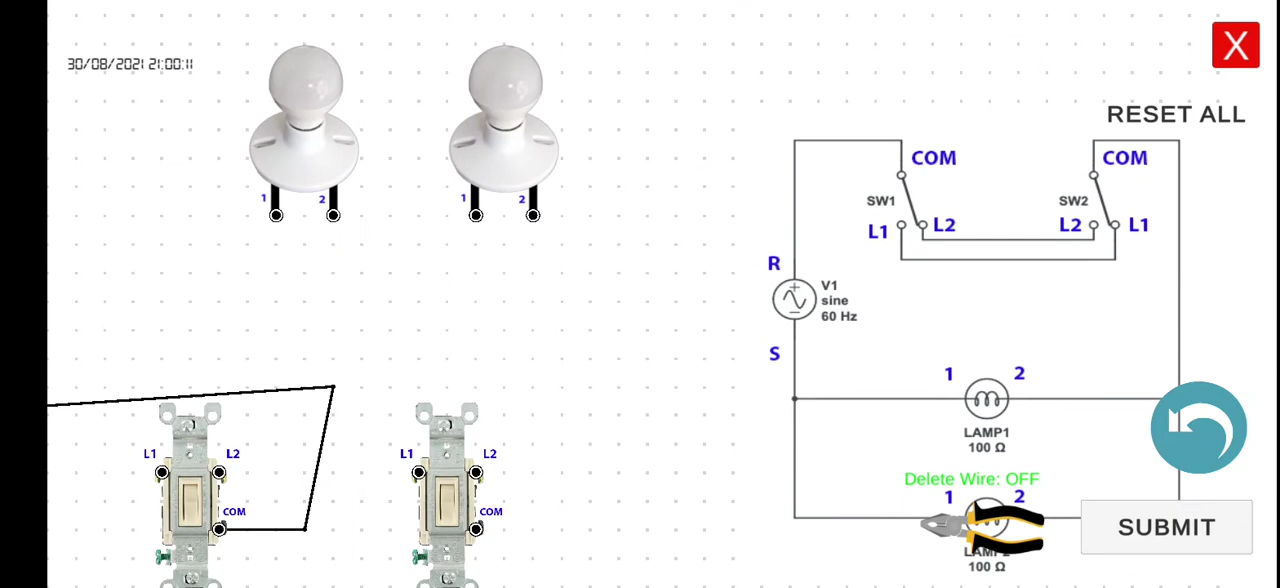 30/08/2021 21:00:11
X
RESET ALL
1 2
1 2
COM COM
SW1 SW2
L1 L2 L2 L1
R
V1
sine
60 Hz
S
1 2
LAMP1
100 Ω
L1 L2
L1 L2
COM
COM
Delete Wire: OFF
1 2
LAMP2
100 Ω
SUBMIT